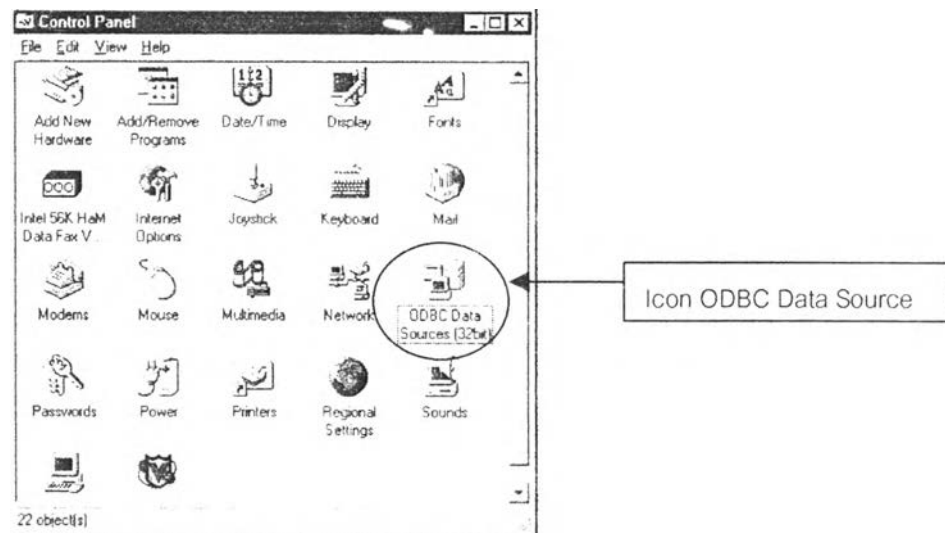 Control Panel
File Edit View Help
Add New Hardware
Add/Remove Programs
Date/Time
Display
Fonts
Intel 56K HaM Data Fax V...
Internet Options
Joystick
Keyboard
Mail
Modems
Mouse
Multimedia
Network
ODBC Data Sources (32bit)
Icon ODBC Data Source
Passwords
Power
Printers
Regional Settings
Sounds
22 object(s)